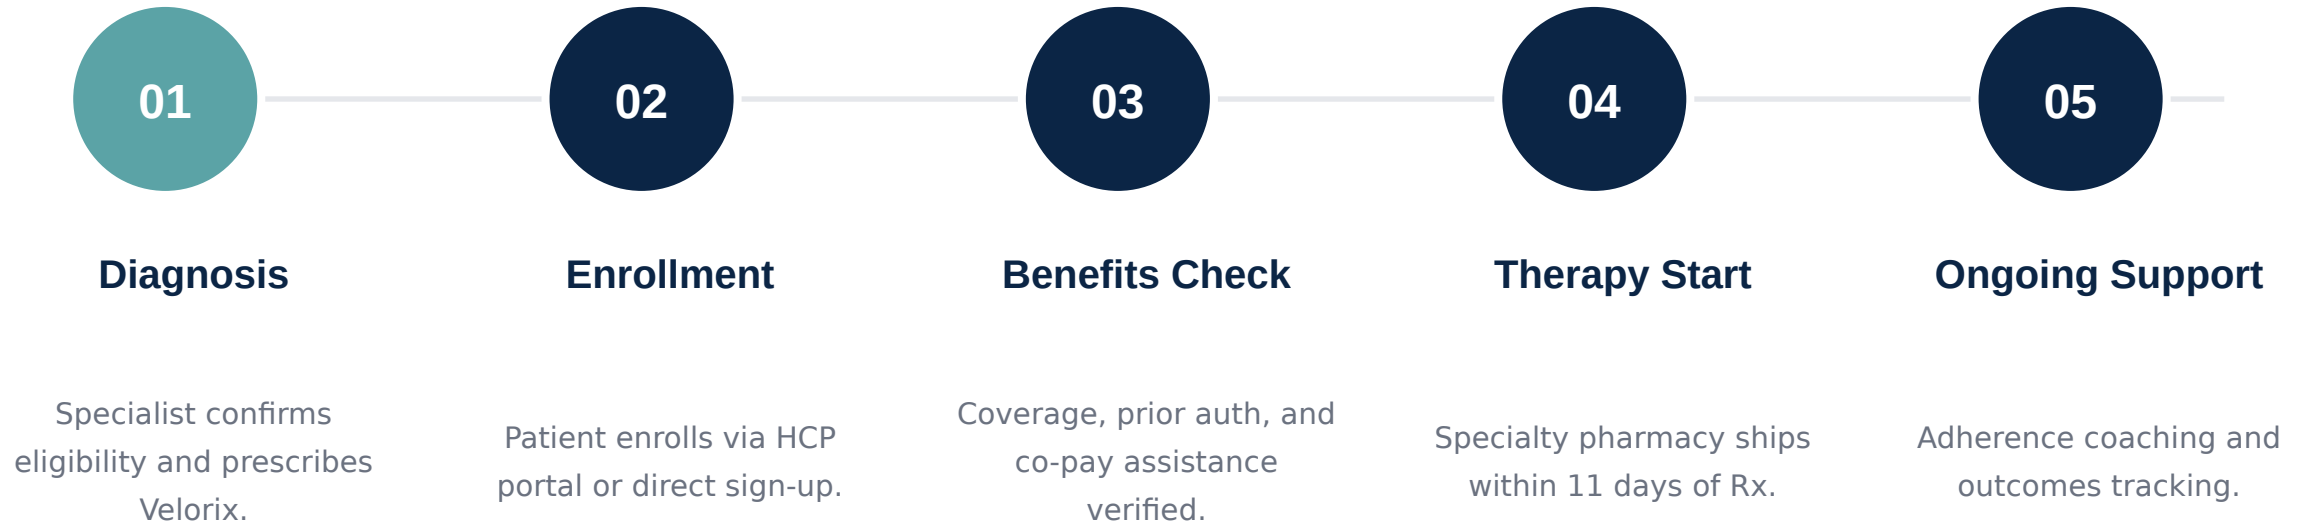 01
02
03
04
05
Diagnosis
Enrollment
Benefits Check
Therapy Start
Ongoing Support
Specialist confirms
eligibility and prescribes
Velorix.
Patient enrolls via HCP
portal or direct sign-up.
Coverage, prior auth, and
co-pay assistance
verified.
Specialty pharmacy ships
within 11 days of Rx.
Adherence coaching and
outcomes tracking.